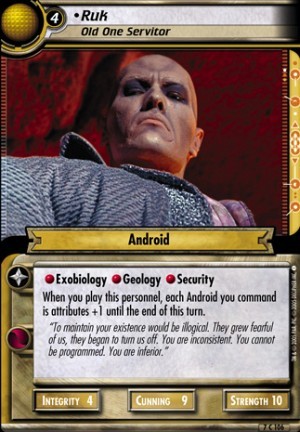 4
•Ruk
Old One Servitor
Android
Exobiology Geology Security
When you play this personnel, each Android you command
is attributes +1 until the end of this turn.
"To maintain your existence would be illogical. They grew fearful
of us, they began to turn us off. You are inconsistent. You cannot
be programmed. You are inferior."
INTEGRITY 4
CUNNING 9
STRENGTH 10